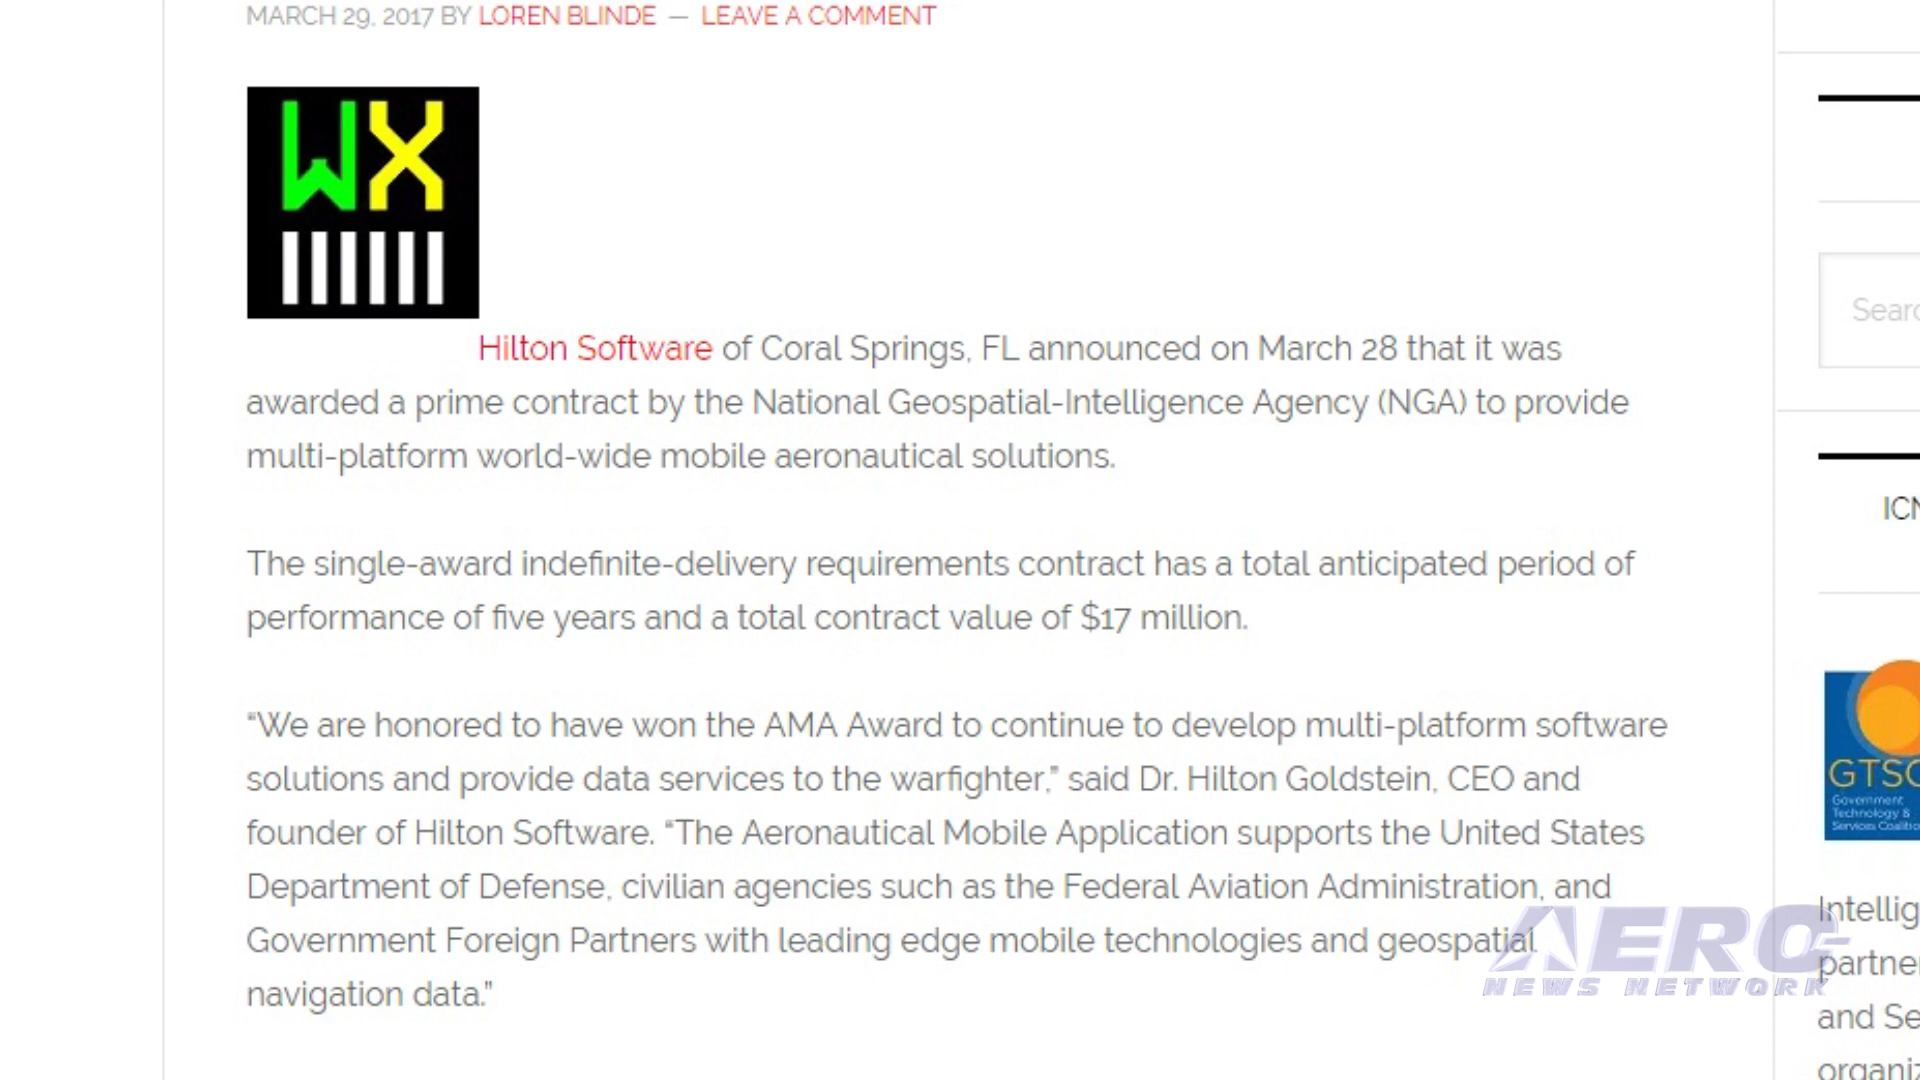 MARCH 29, 2017 BY LOREN BLINDE — LEAVE A COMMENT
WX
Hilton Software of Coral Springs, FL announced on March 28 that it was
awarded a prime contract by the National Geospatial-Intelligence Agency (NGA) to provide
multi-platform world-wide mobile aeronautical solutions.
The single-award indefinite-delivery requirements contract has a total anticipated period of
performance of five years and a total contract value of $17 million.
“We are honored to have won the AMA Award to continue to develop multi-platform software
solutions and provide data services to the warfighter,” said Dr. Hilton Goldstein, CEO and
founder of Hilton Software. “The Aeronautical Mobile Application supports the United States
Department of Defense, civilian agencies such as the Federal Aviation Administration, and
Government Foreign Partners with leading edge mobile technologies and geospatial
navigation data.”
Searc
ICN
GTSC
Government
Technology &
Services Coalitio
Intellig
partner
and Se
organiz
AERO
NEWS NETWORK